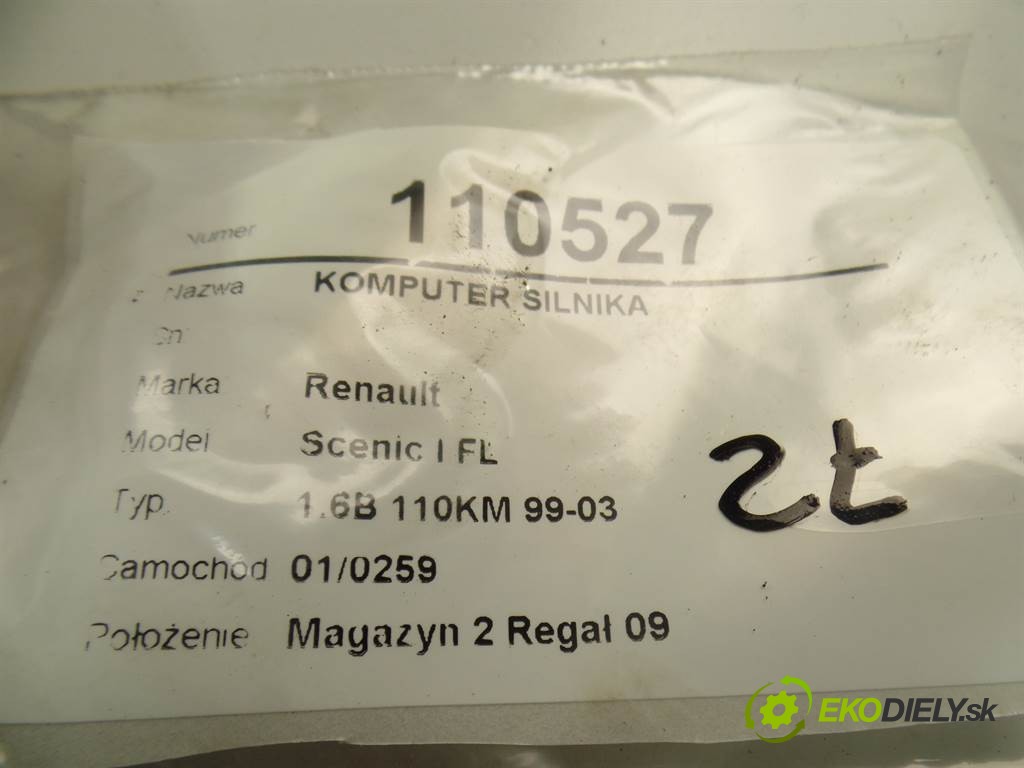 Numer 110527
Nazwa KOMPUTER SILNIKA
Marka Renault
Model Scenic I FL
Typ 1.6B 110KM 99-03
Samochód 01/0259
Położenie Magazyn 2 Regał 09
EKODIELY.sk